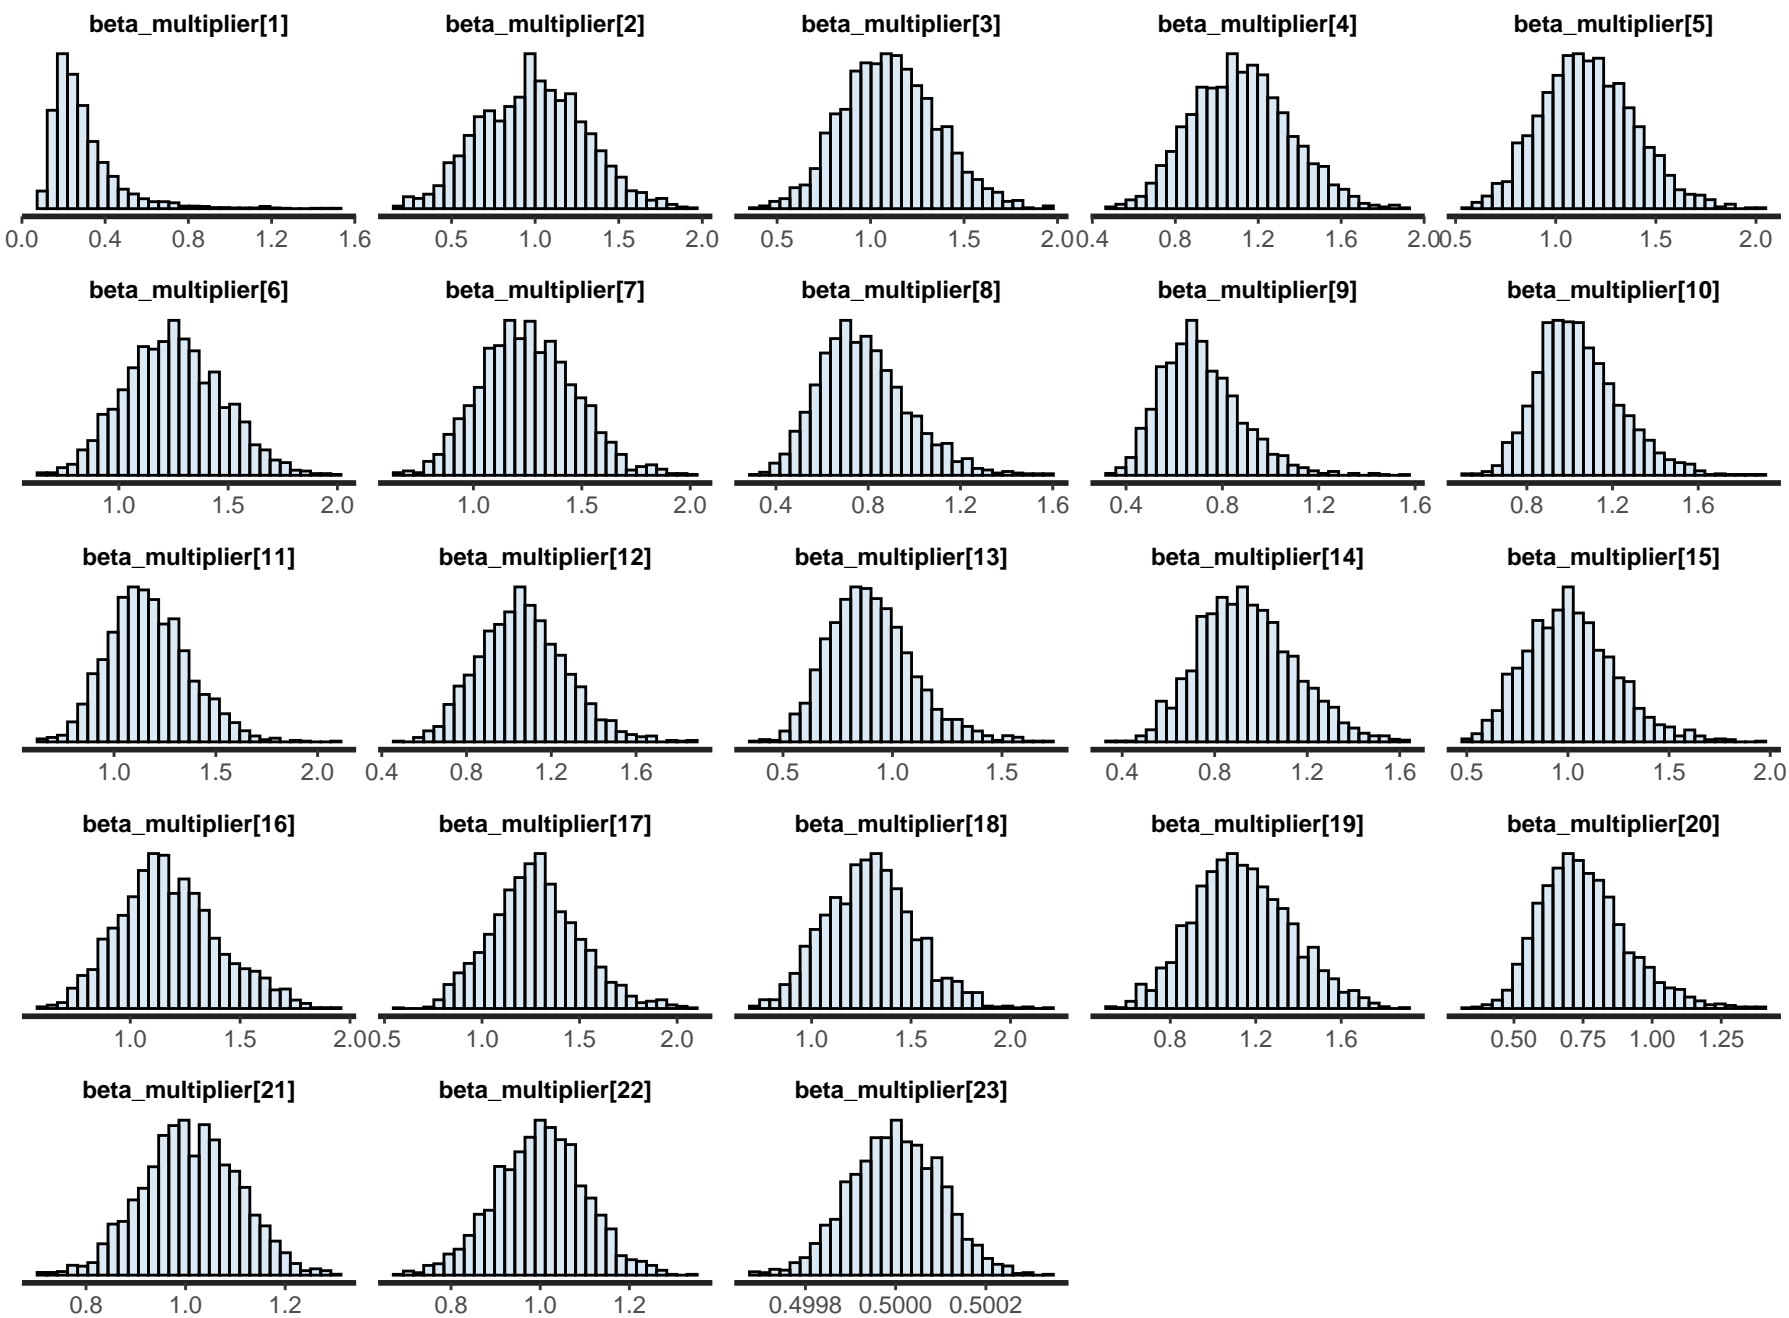 beta_multiplier[1] beta_multiplier[2] beta_multiplier[3] beta_multiplier[4] beta_multiplier[5]
0.0 0.4 0.8 1.2 1.6 0.5 1.0 1.5 2.0 0.5 1.0 1.5 2.0 0.4 0.8 1.2 1.6 2.0 0.5 1.0 1.5 2.0
beta_multiplier[6] beta_multiplier[7] beta_multiplier[8] beta_multiplier[9] beta_multiplier[10]
1.0 1.5 2.0 1.0 1.5 2.0 0.4 0.8 1.2 1.6 0.4 0.8 1.2 1.6 0.8 1.2 1.6
beta_multiplier[11] beta_multiplier[12] beta_multiplier[13] beta_multiplier[14] beta_multiplier[15]
1.0 1.5 2.0 0.4 0.8 1.2 1.6 0.5 1.0 1.5 0.4 0.8 1.2 1.6 0.5 1.0 1.5 2.0
beta_multiplier[16] beta_multiplier[17] beta_multiplier[18] beta_multiplier[19] beta_multiplier[20]
1.0 1.5 2.0 0.5 1.0 1.5 2.0 1.0 1.5 2.0 0.8 1.2 1.6 0.50 0.75 1.00 1.25
beta_multiplier[21] beta_multiplier[22] beta_multiplier[23]
0.8 1.0 1.2 0.8 1.0 1.2 0.4998 0.5000 0.5002